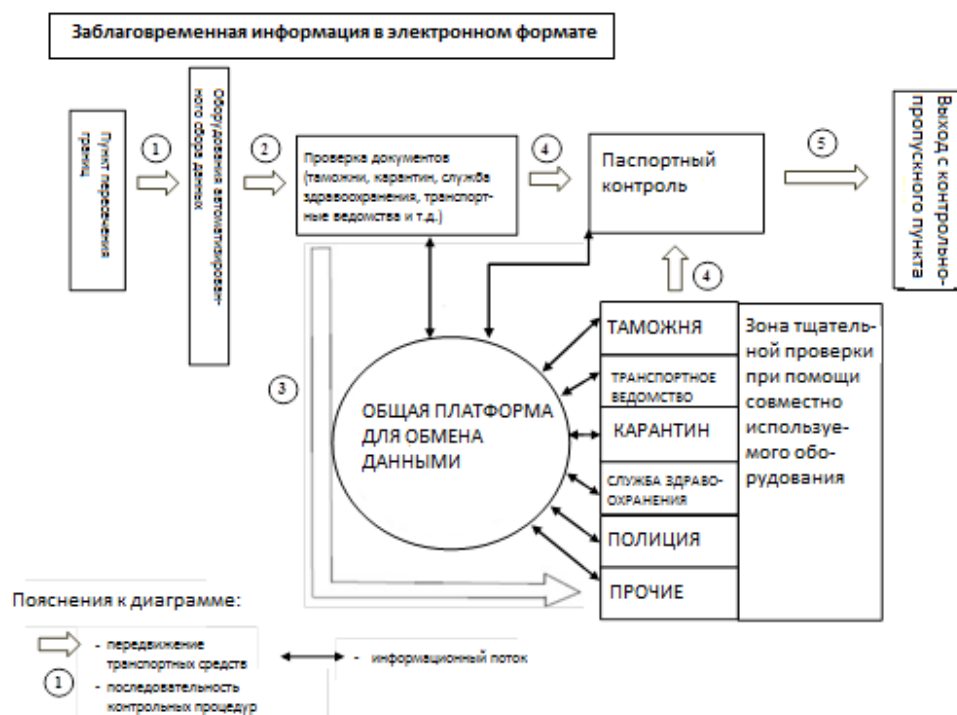 Заблаговременная информация в электронном формате
Пункт пересечения
границ
1
Оборудования автоматизирован-
ного сбора данных
2
Проверка документов
(таможни, карантин, служба
здравоохранения, транспорт-
ные ведомства и т.д.)
4
Паспортный
контроль
5
Выход с контрольно-
пропускного пункта
4
3
ОБЩАЯ ПЛАТФОРМА
ДЛЯ ОБМЕНА
ДАННЫМИ
ТАМОЖНЯ
ТРАНСПОРТНОЕ
ВЕДОМСТВО
КАРАНТИН
СЛУЖБА ЗДРАВО-
ОХРАНЕНИЯ
ПОЛИЦИЯ
ПРОЧИЕ
Зона тщатель-
ной проверки
при помощи
совместно
используе-
мого обо-
рудования
Пояснения к диаграмме:
- передвижение
транспортных средств
1
- последовательность
контрольных процедур
- информационный поток